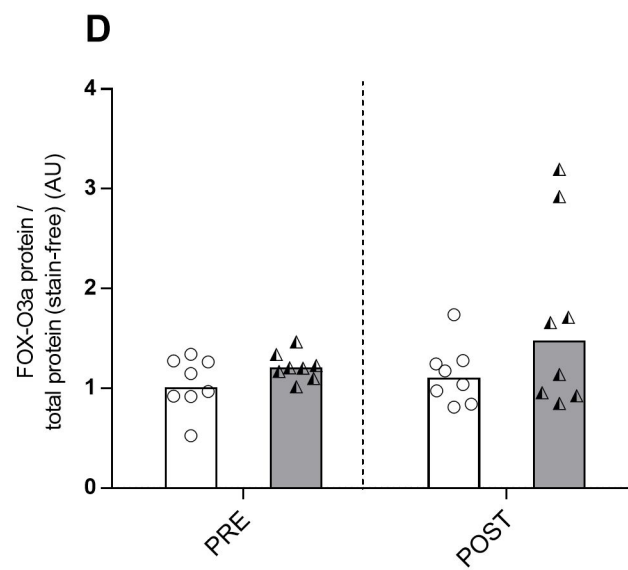 D
FOX-O3a protein /
total protein (stain-free) (AU)
4
3
2
1
0
PRE
POST